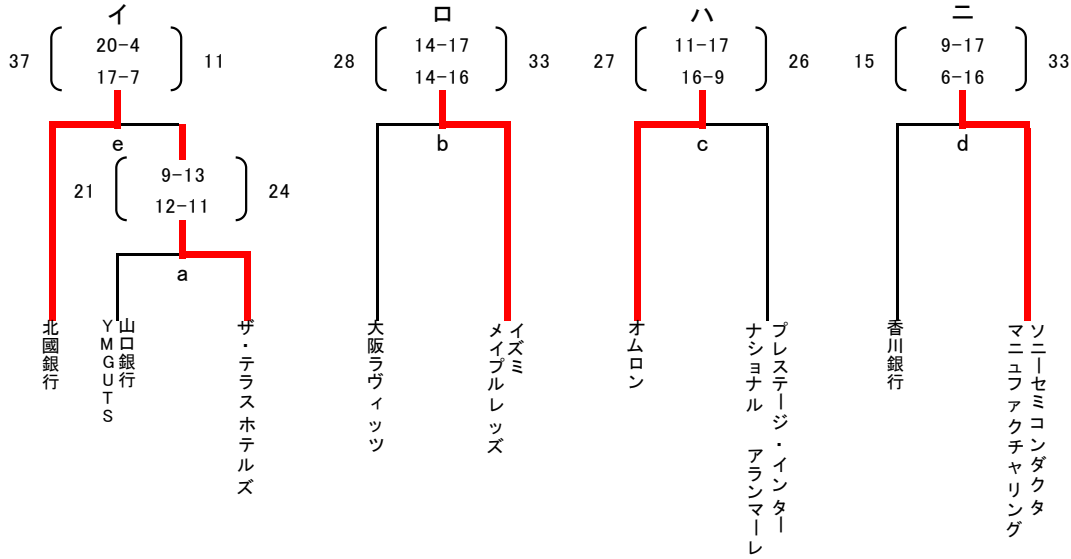 イ ロ ハ ニ
37 20-4 11 28 14-17 33 27 11-17 26 15 9-17 33
17-7 14-16 16-9 6-16
e b c d
21 9-13 24
12-11
a
北國銀行
山口銀行
YMGUTS
ザ・テラスホテルズ
大阪ラヴィッツ
イズミ
メイプルレッズ
オムロン
プレステージ・インター
ナショナル アランマーレ
香川銀行
ソニーセミコンダクタ
マニュファクチャリング